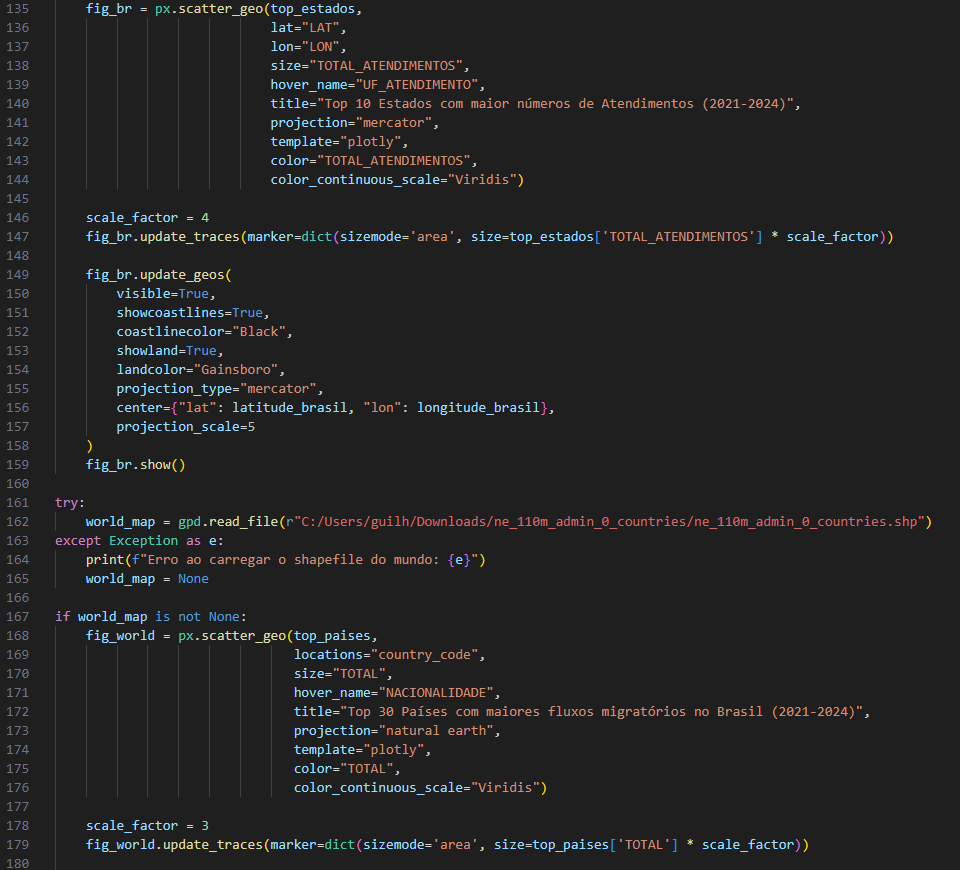 135 fig_br = px.scatter_geo(top_estados,
136 lat="LAT",
137 lon="LON",
138 size="TOTAL_ATENDIMENTOS",
139 hover_name="UF_ATENDIMENTO",
140 title="Top 10 Estados com maior números de Atendimentos (2021-2024)",
141 projection="mercator",
142 template="plotly",
143 color="TOTAL_ATENDIMENTOS",
144 color_continuous_scale="Viridis")
145
146 scale_factor = 4
147 fig_br.update_traces(marker=dict(sizemode='area', size=top_estados['TOTAL_ATENDIMENTOS'] * scale_factor))
148
149 fig_br.update_geos(
150 visible=True,
151 showcoastlines=True,
152 coastlinecolor="Black",
153 showland=True,
154 landcolor="Gainsboro",
155 projection_type="mercator",
156 center={"lat": latitude_brasil, "lon": longitude_brasil},
157 projection_scale=5
158 )
159 fig_br.show()
160
161 try:
162 world_map = gpd.read_file(r"C:/Users/guilh/Downloads/ne_110m_admin_0_countries/ne_110m_admin_0_countries.shp")
163 except Exception as e:
164 print(f"Erro ao carregar o shapefile do mundo: {e}")
165 world_map = None
166
167 if world_map is not None:
168 fig_world = px.scatter_geo(top_paises,
169 locations="country_code",
170 size="TOTAL",
171 hover_name="NACIONALIDADE",
172 title="Top 30 Países com maiores fluxos migratórios no Brasil (2021-2024)",
173 projection="natural earth",
174 template="plotly",
175 color="TOTAL",
176 color_continuous_scale="Viridis")
177
178 scale_factor = 3
179 fig_world.update_traces(marker=dict(sizemode='area', size=top_paises['TOTAL'] * scale_factor))
180